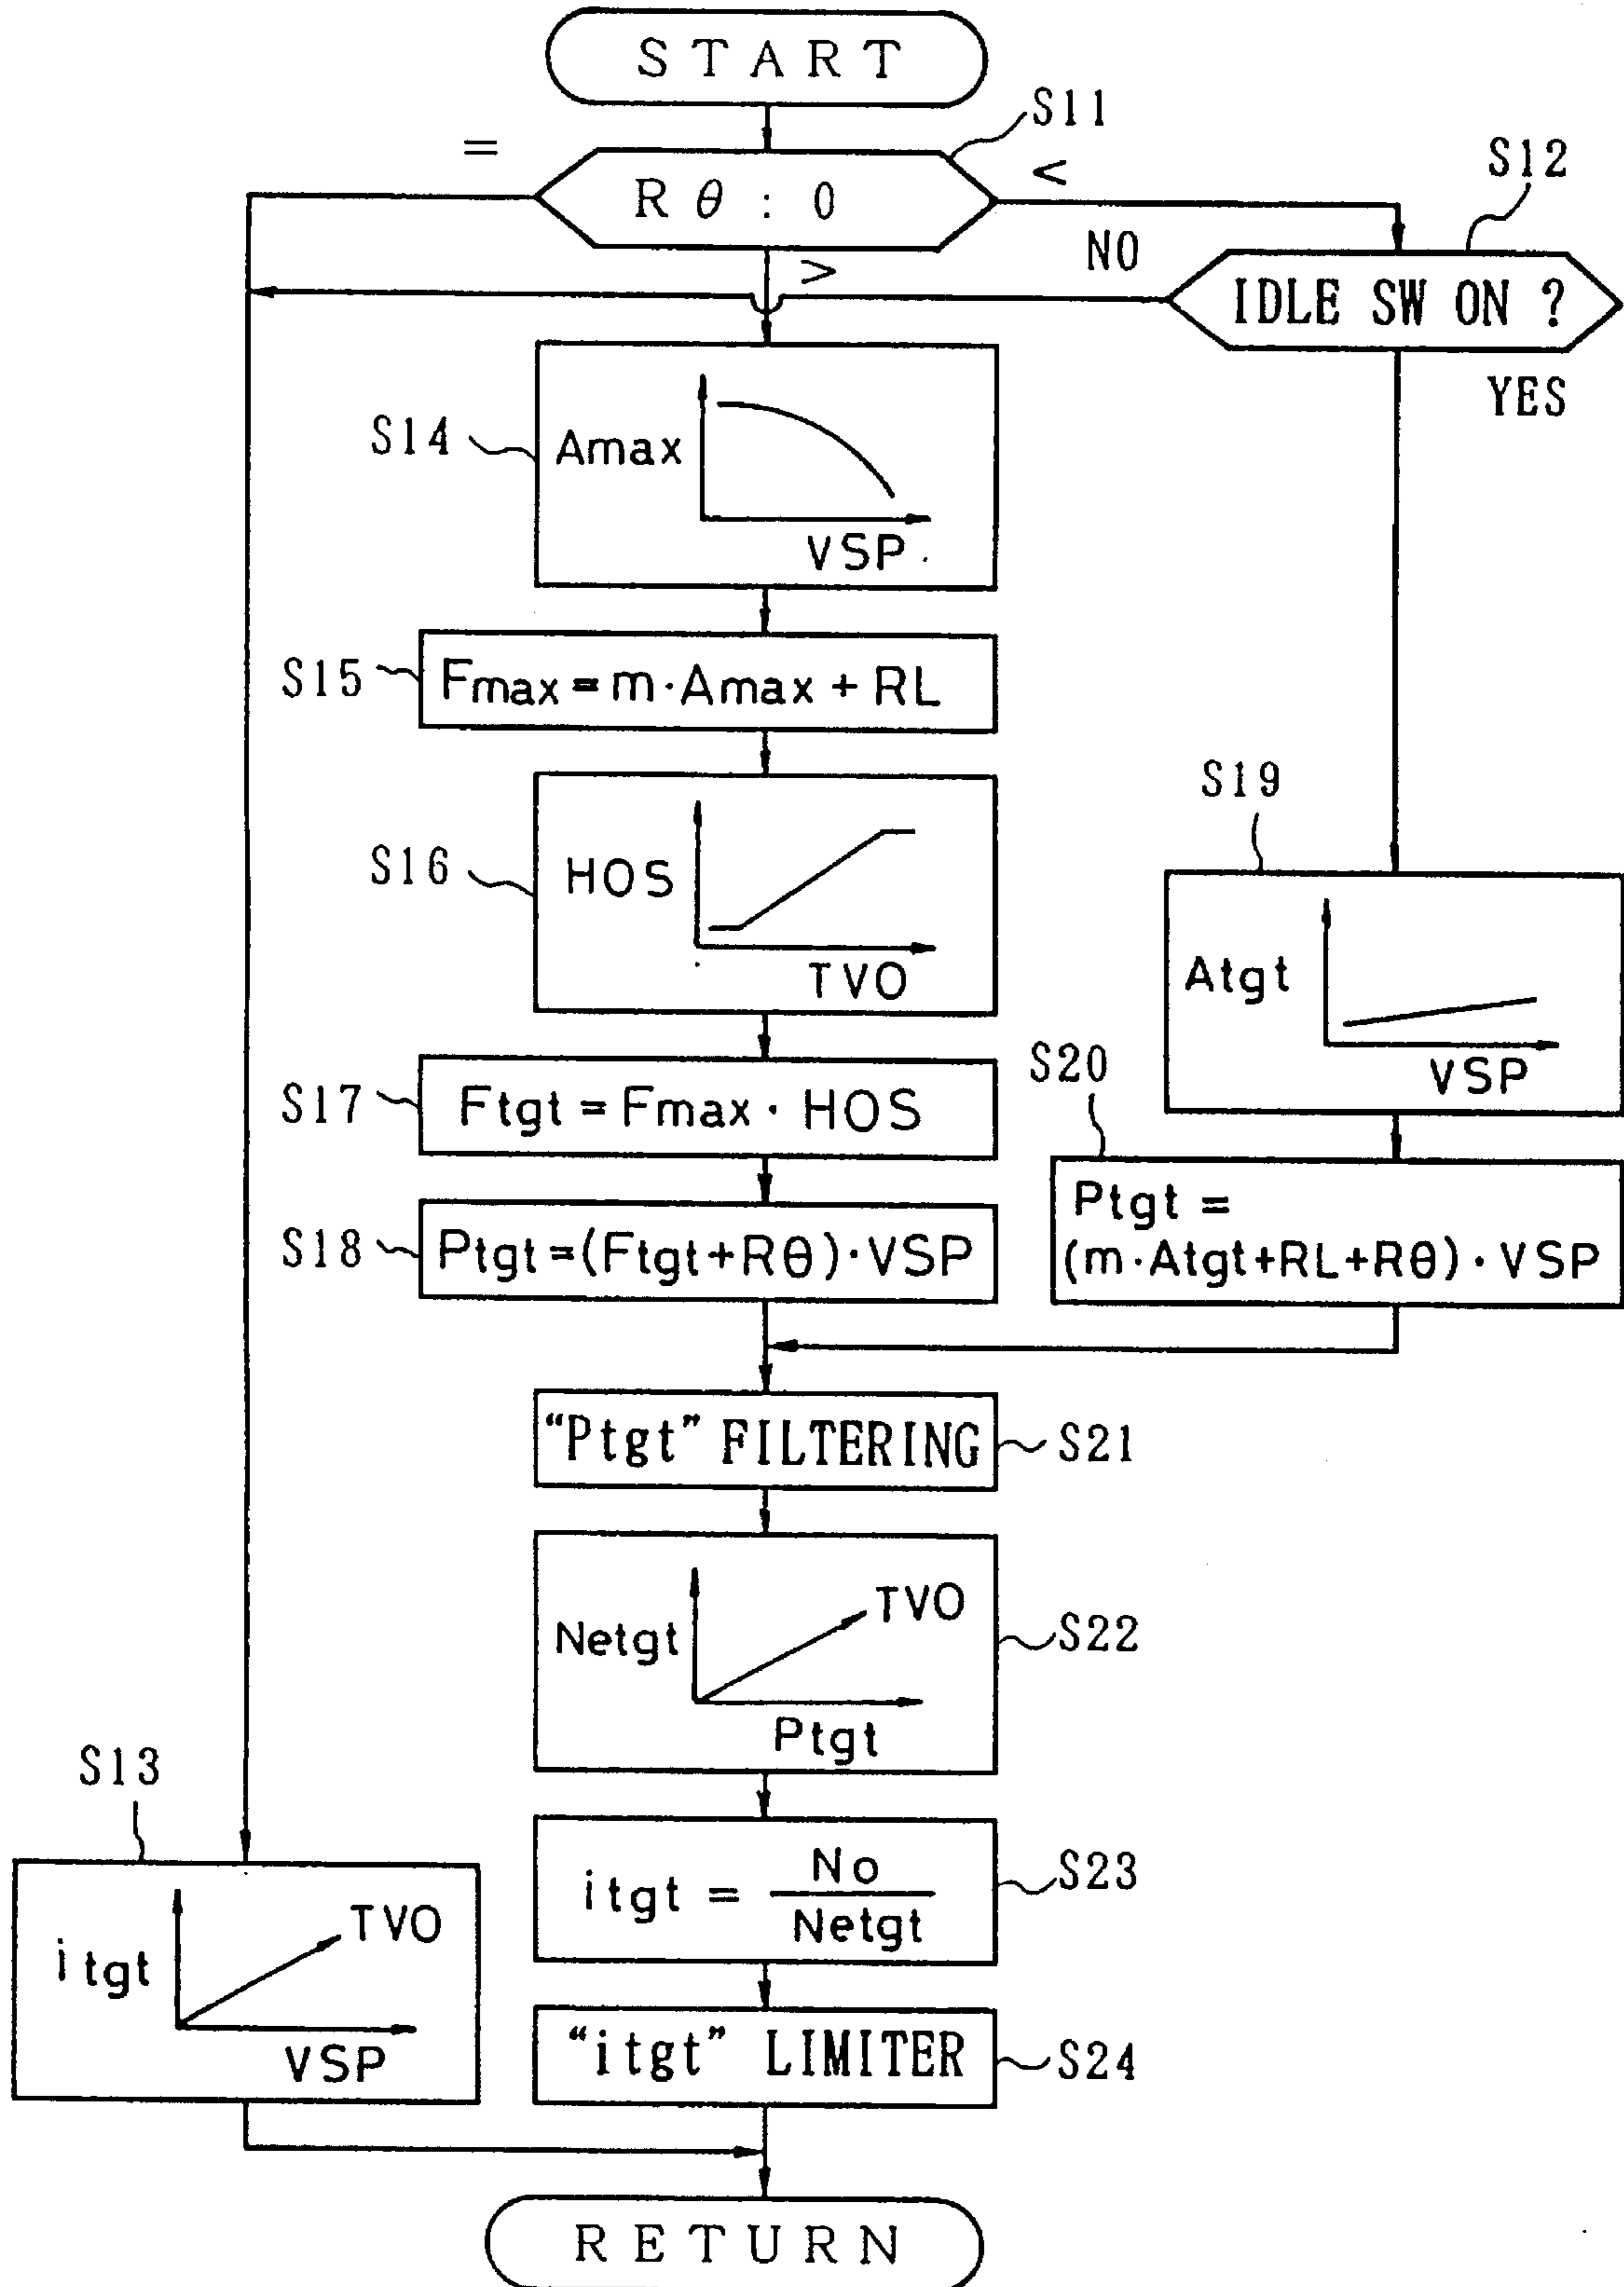 START
S11
=
<
S12
R θ : 0
NO
>
IDLE SW ON ?
YES
S14
Amax
VSP
S15
Fmax = m · Amax + RL
S16
HOS
TVO
S19
Atgt
VSP
S17
Ftgt = Fmax · HOS
S20
Ptgt =
(m·Atgt+RL+Rθ) · VSP
S18
Ptgt =(Ftgt+Rθ)·VSP
“Ptgt” FILTERING
S21
Netgt
TVO
Ptgt
S22
S13
itgt
TVO
VSP
itgt = No
Netgt
S23
“itgt” LIMITER
S24
RETURN